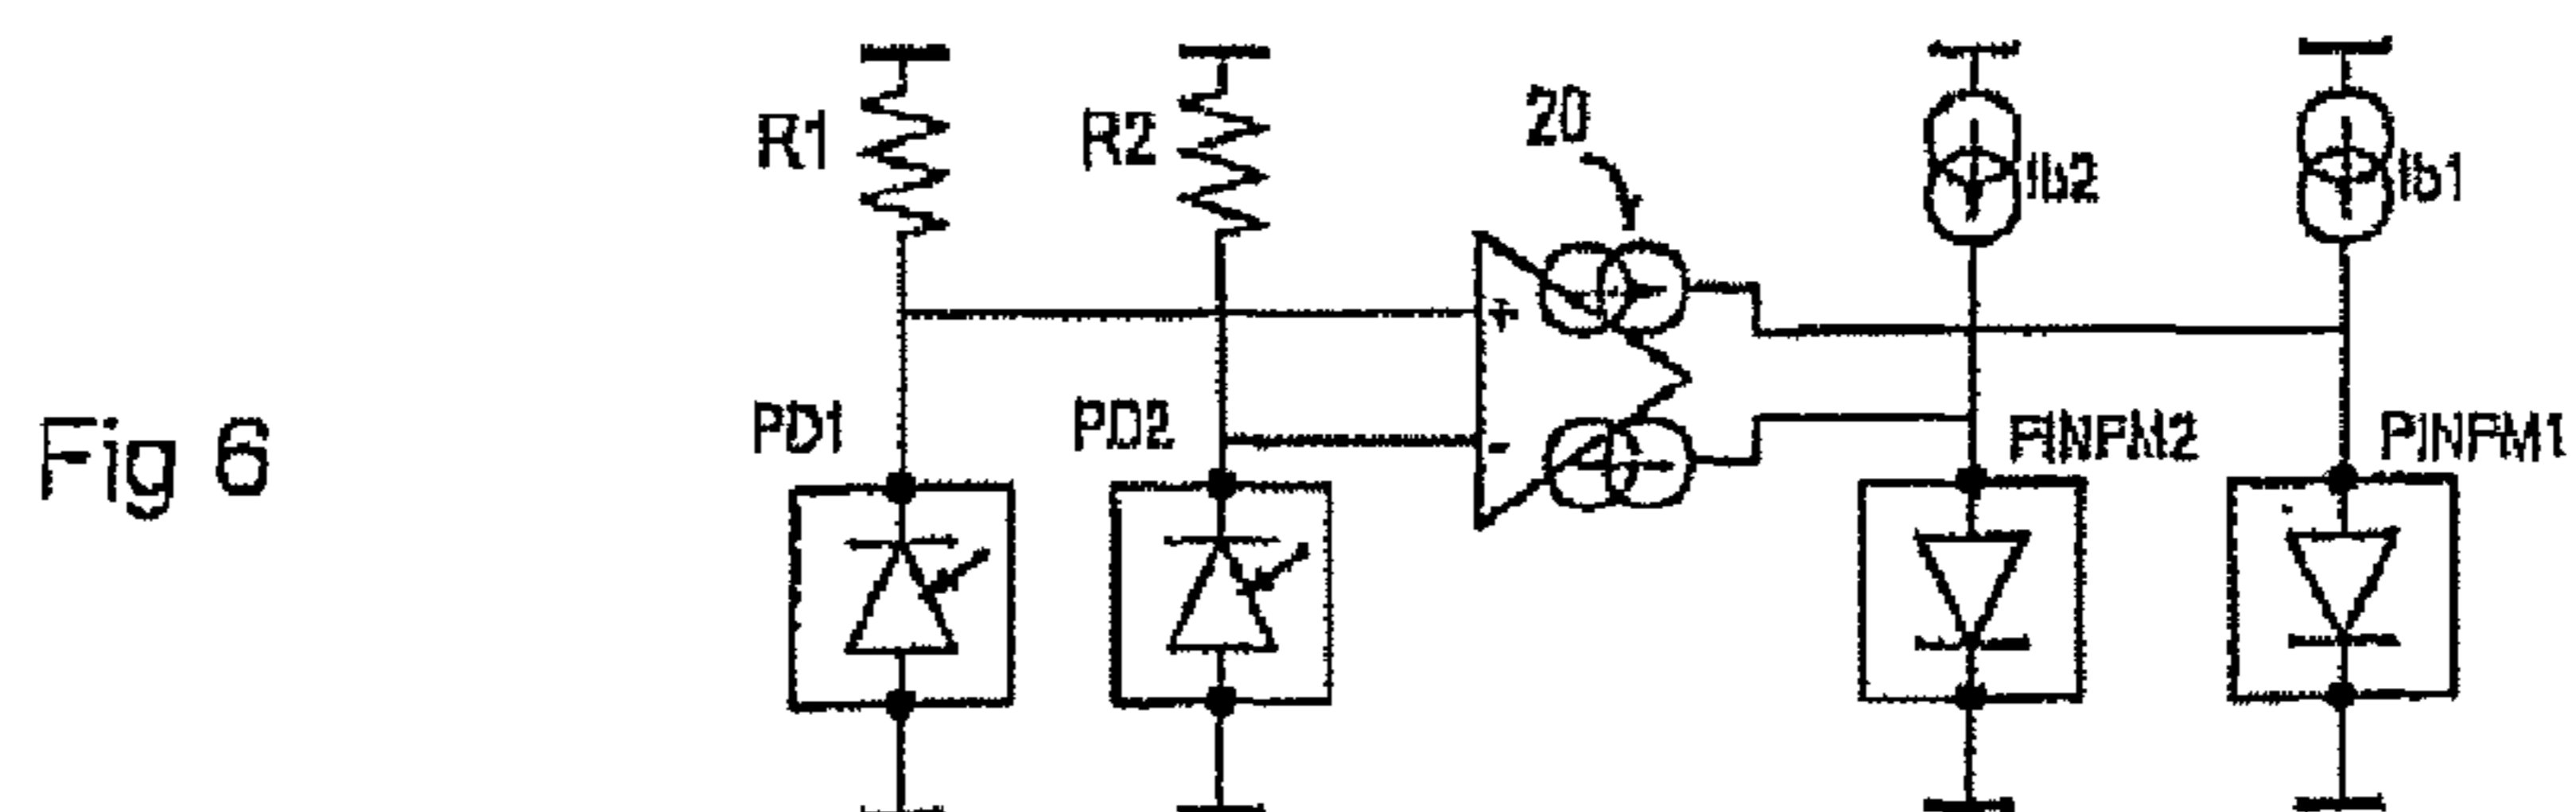 R1
R2
20
Ib2
Ib1
+
-
PD1
PD2
PINPM2
PINPM1
Fig 6